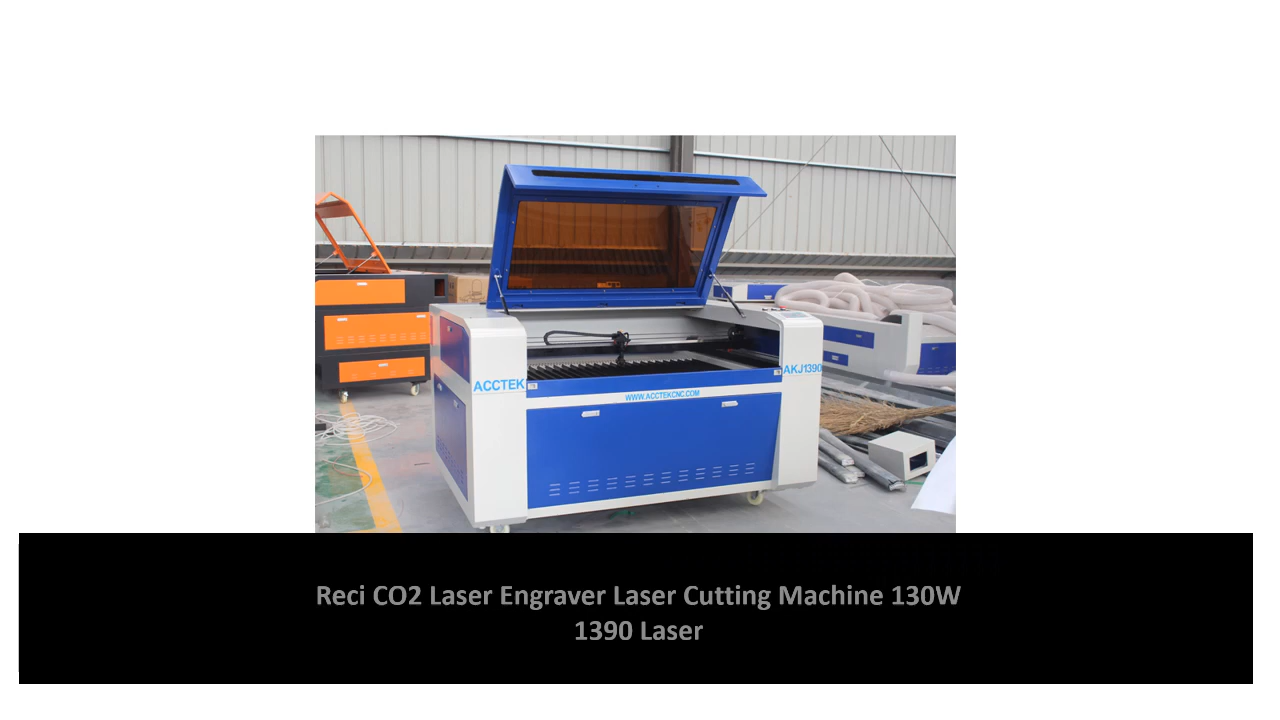 ACCTEK
AKJ1390
WWW.ACCTEKCNC.COM
Reci CO2 Laser Engraver Laser Cutting Machine 130W
1390 Laser